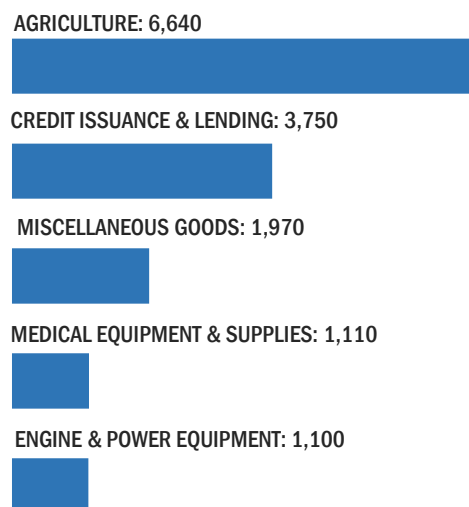 AGRICULTURE: 6,640
CREDIT ISSUANCE & LENDING: 3,750
MISCELLANEOUS GOODS: 1,970
MEDICAL EQUIPMENT & SUPPLIES: 1,110
ENGINE & POWER EQUIPMENT: 1,100